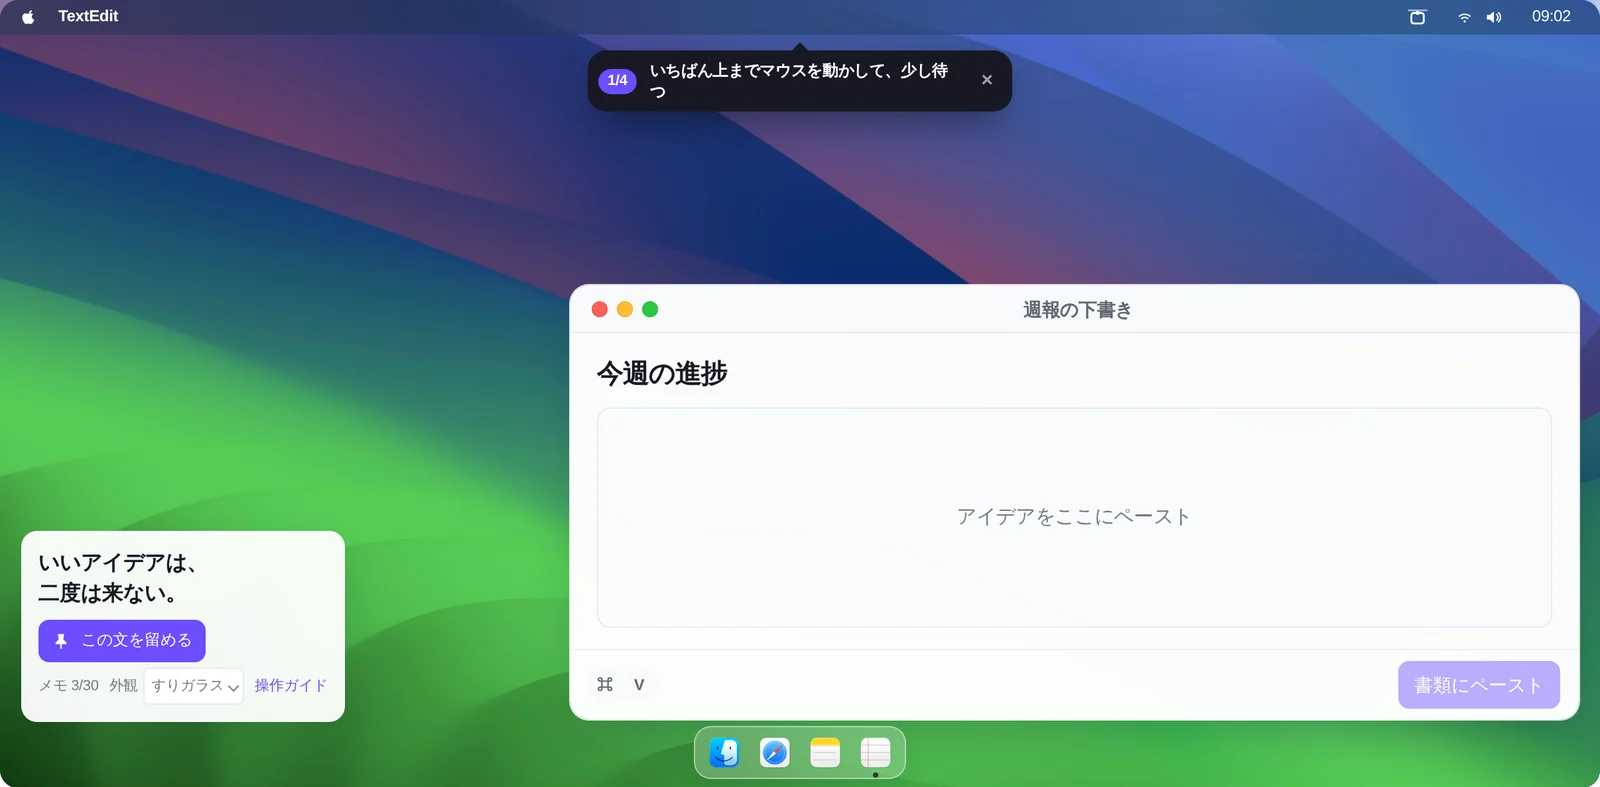 TextEdit
09:02
1/4
いちばん上までマウスを動かして、少し待
つ
週報の下書き
今週の進捗
アイデアをここにペースト
いいアイデアは、
二度は来ない。
この文を留める
メモ 3/30 外観 すりガラス 操作ガイド
⌘ V
書類にペースト